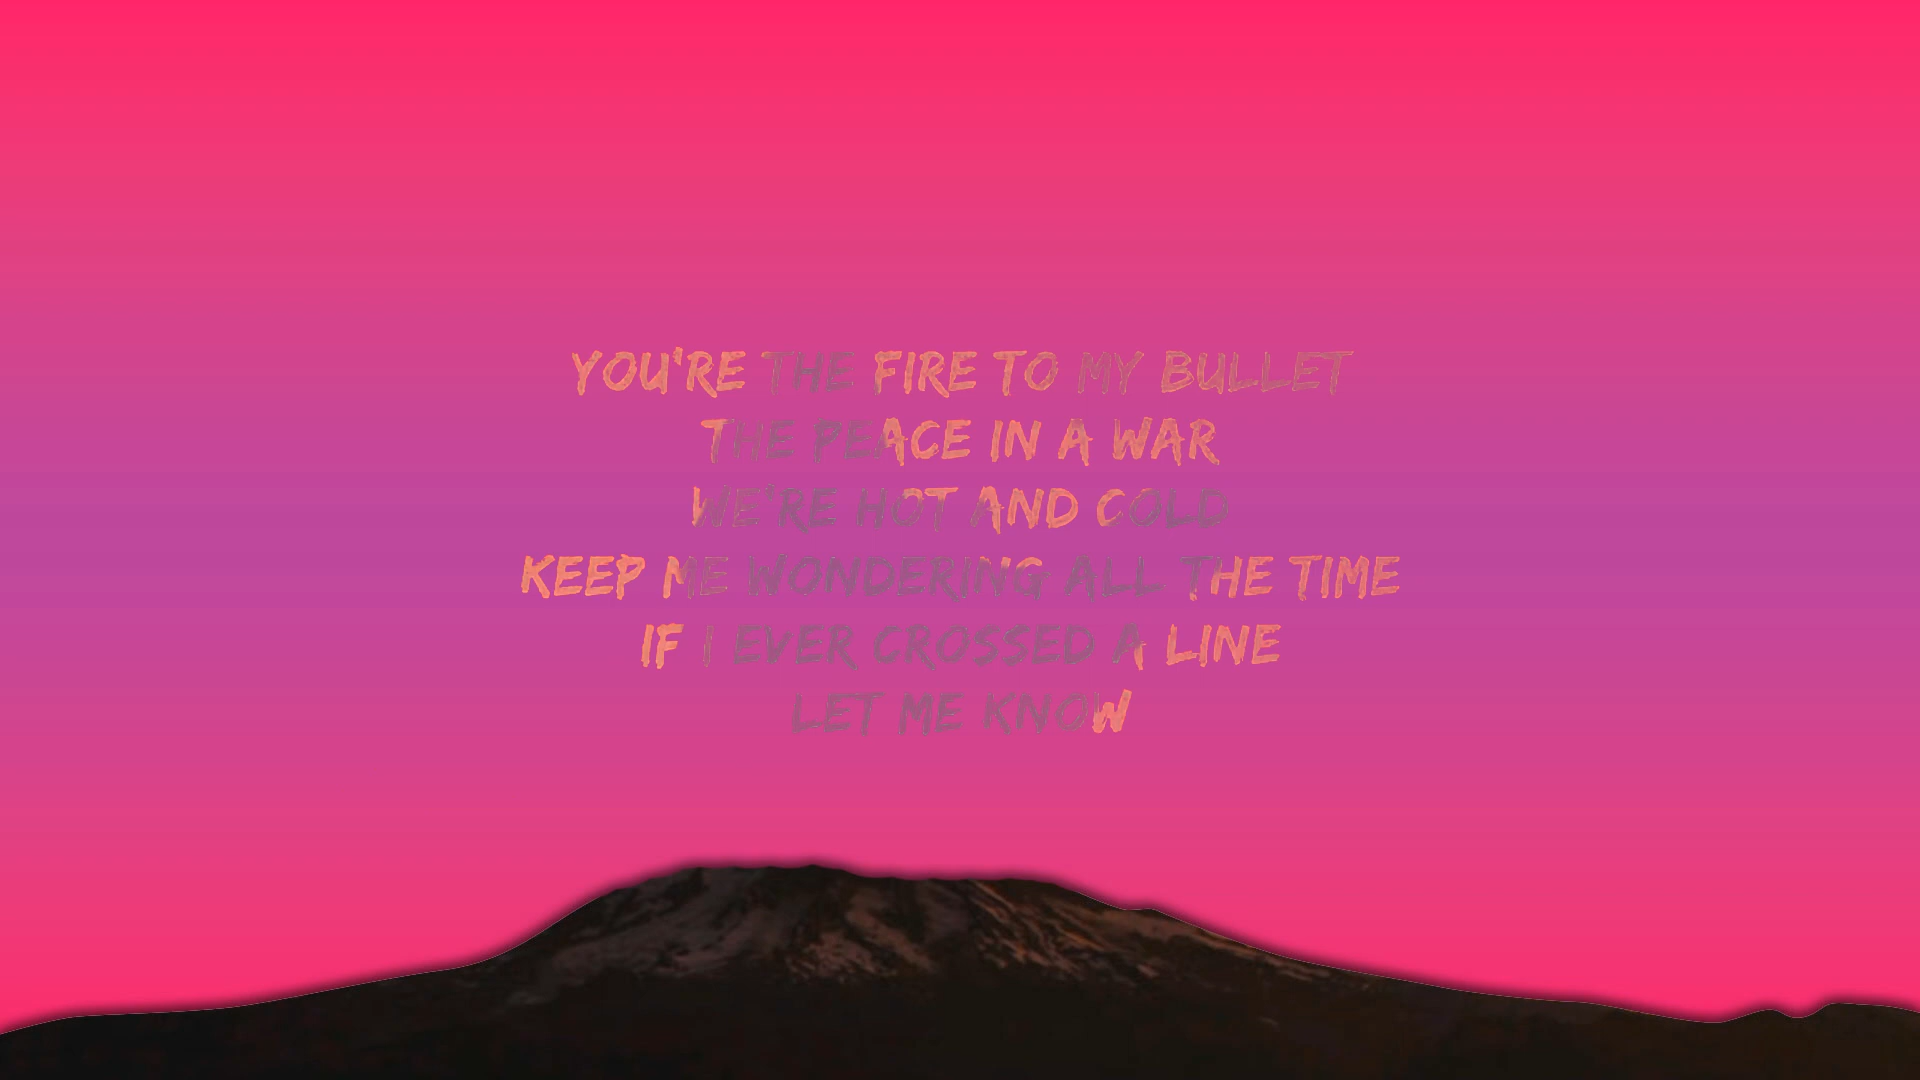 YOU'RE THE FIRE TO MY BULLET
THE PEACE IN A WAR
WE'RE HOT AND COLD
KEEP ME WONDERING ALL THE TIME
IF I EVER CROSSED A LINE
LET ME KNOW